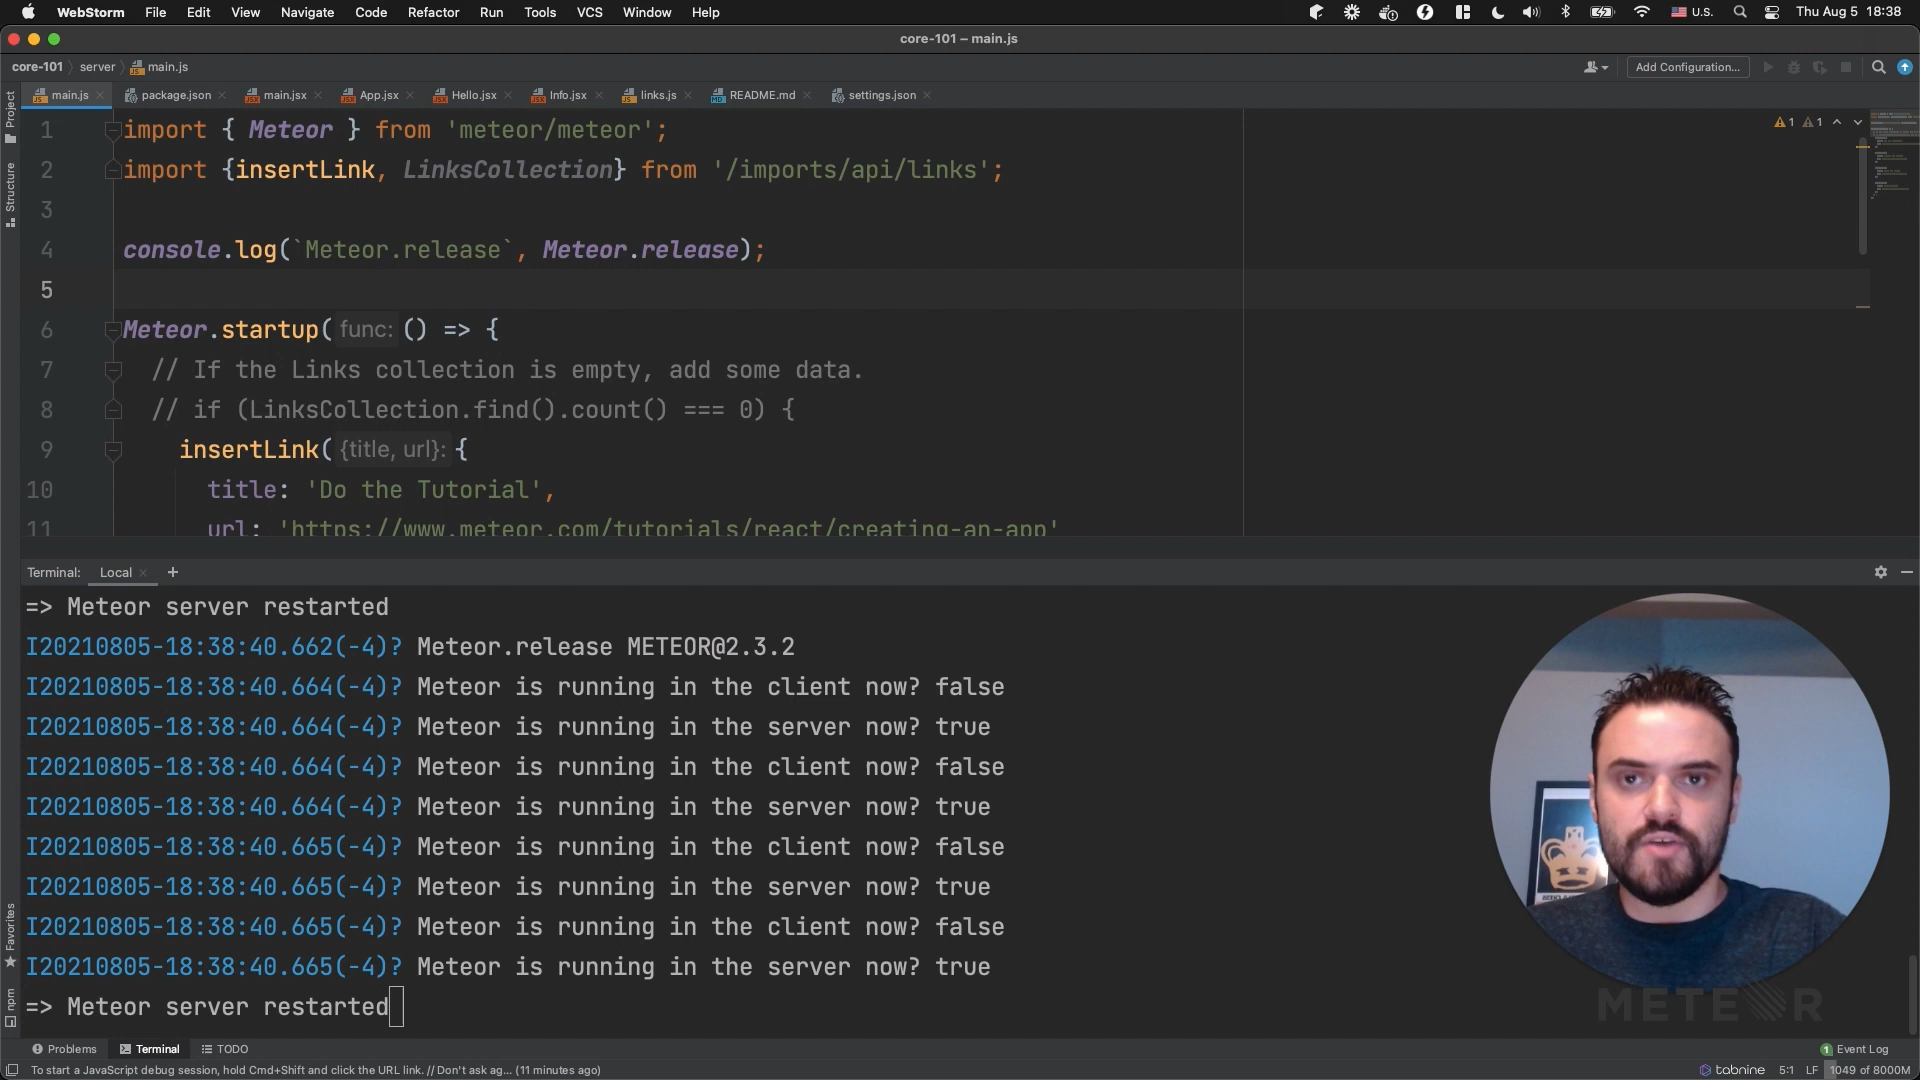 WebStorm File Edit View Navigate Code Refactor Run Tools VCS Window Help U.S. Thu Aug 5 18:38
core-101 – main.js
core-101 server main.js Add Configuration...
main.js package.json main.jsx App.jsx Hello.jsx Info.jsx links.js README.md settings.json
Project
Structure
1 import { Meteor } from 'meteor/meteor';
1 1
2 import {insertLink, LinksCollection} from '/imports/api/links';
3
4 console.log(`Meteor.release`, Meteor.release);
5
6 Meteor.startup( func: () => {
7 // If the Links collection is empty, add some data.
8 // if (LinksCollection.find().count() === 0) {
9 insertLink( {title, url}: {
10 title: 'Do the Tutorial',
11 url: 'https://www.meteor.com/tutorials/react/creating-an-app'
Terminal: Local +
=> Meteor server restarted
I20210805-18:38:40.662(-4)? Meteor.release METEOR@2.3.2
I20210805-18:38:40.664(-4)? Meteor is running in the client now? false
I20210805-18:38:40.664(-4)? Meteor is running in the server now? true
I20210805-18:38:40.664(-4)? Meteor is running in the client now? false
I20210805-18:38:40.664(-4)? Meteor is running in the server now? true
I20210805-18:38:40.665(-4)? Meteor is running in the client now? false
I20210805-18:38:40.665(-4)? Meteor is running in the server now? true
I20210805-18:38:40.665(-4)? Meteor is running in the client now? false
I20210805-18:38:40.665(-4)? Meteor is running in the server now? true
=> Meteor server restarted
Favorites
npm
METEOR
Problems Terminal TODO 1 Event Log
To start a JavaScript debug session, hold Cmd+Shift and click the URL link. // Don't ask ag... (11 minutes ago) tabnine 5:1 LF 1049 of 8000M